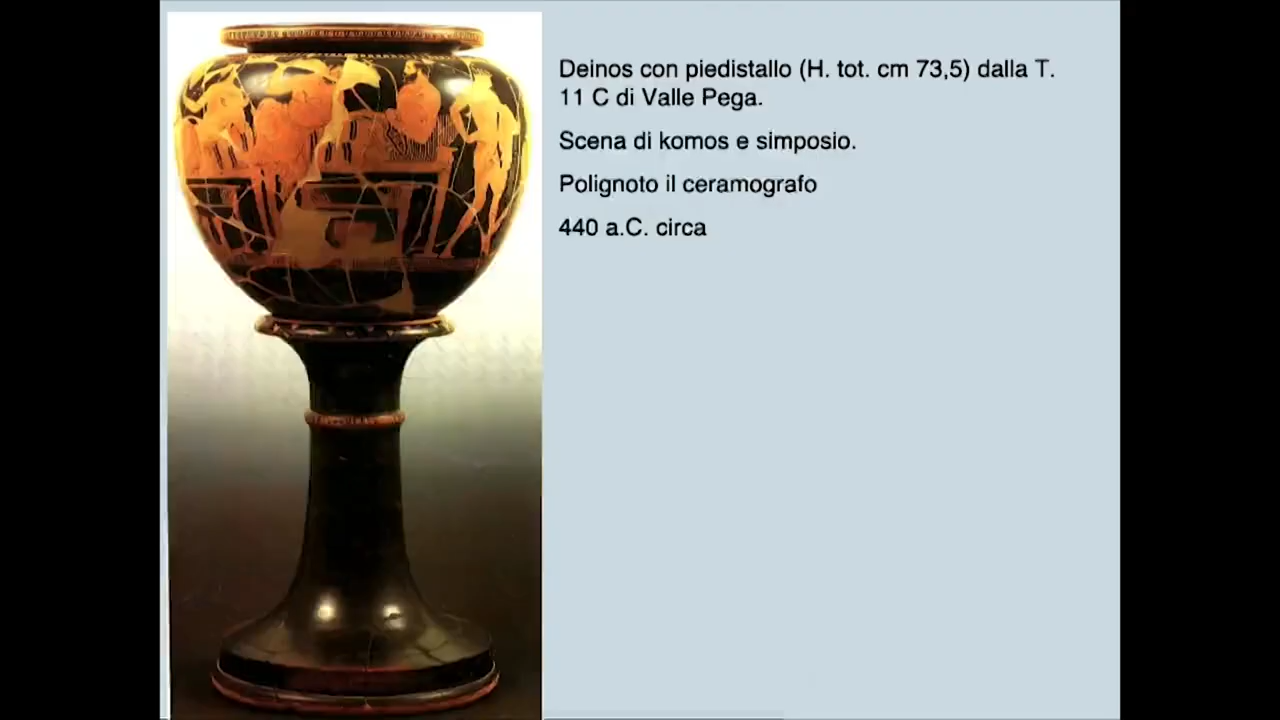 Deinos con piedistallo (H. tot. cm 73,5) dalla T.
11 C di Valle Pega.
Scena di komos e simposio.
Polignoto il ceramografo
440 a.C. circa